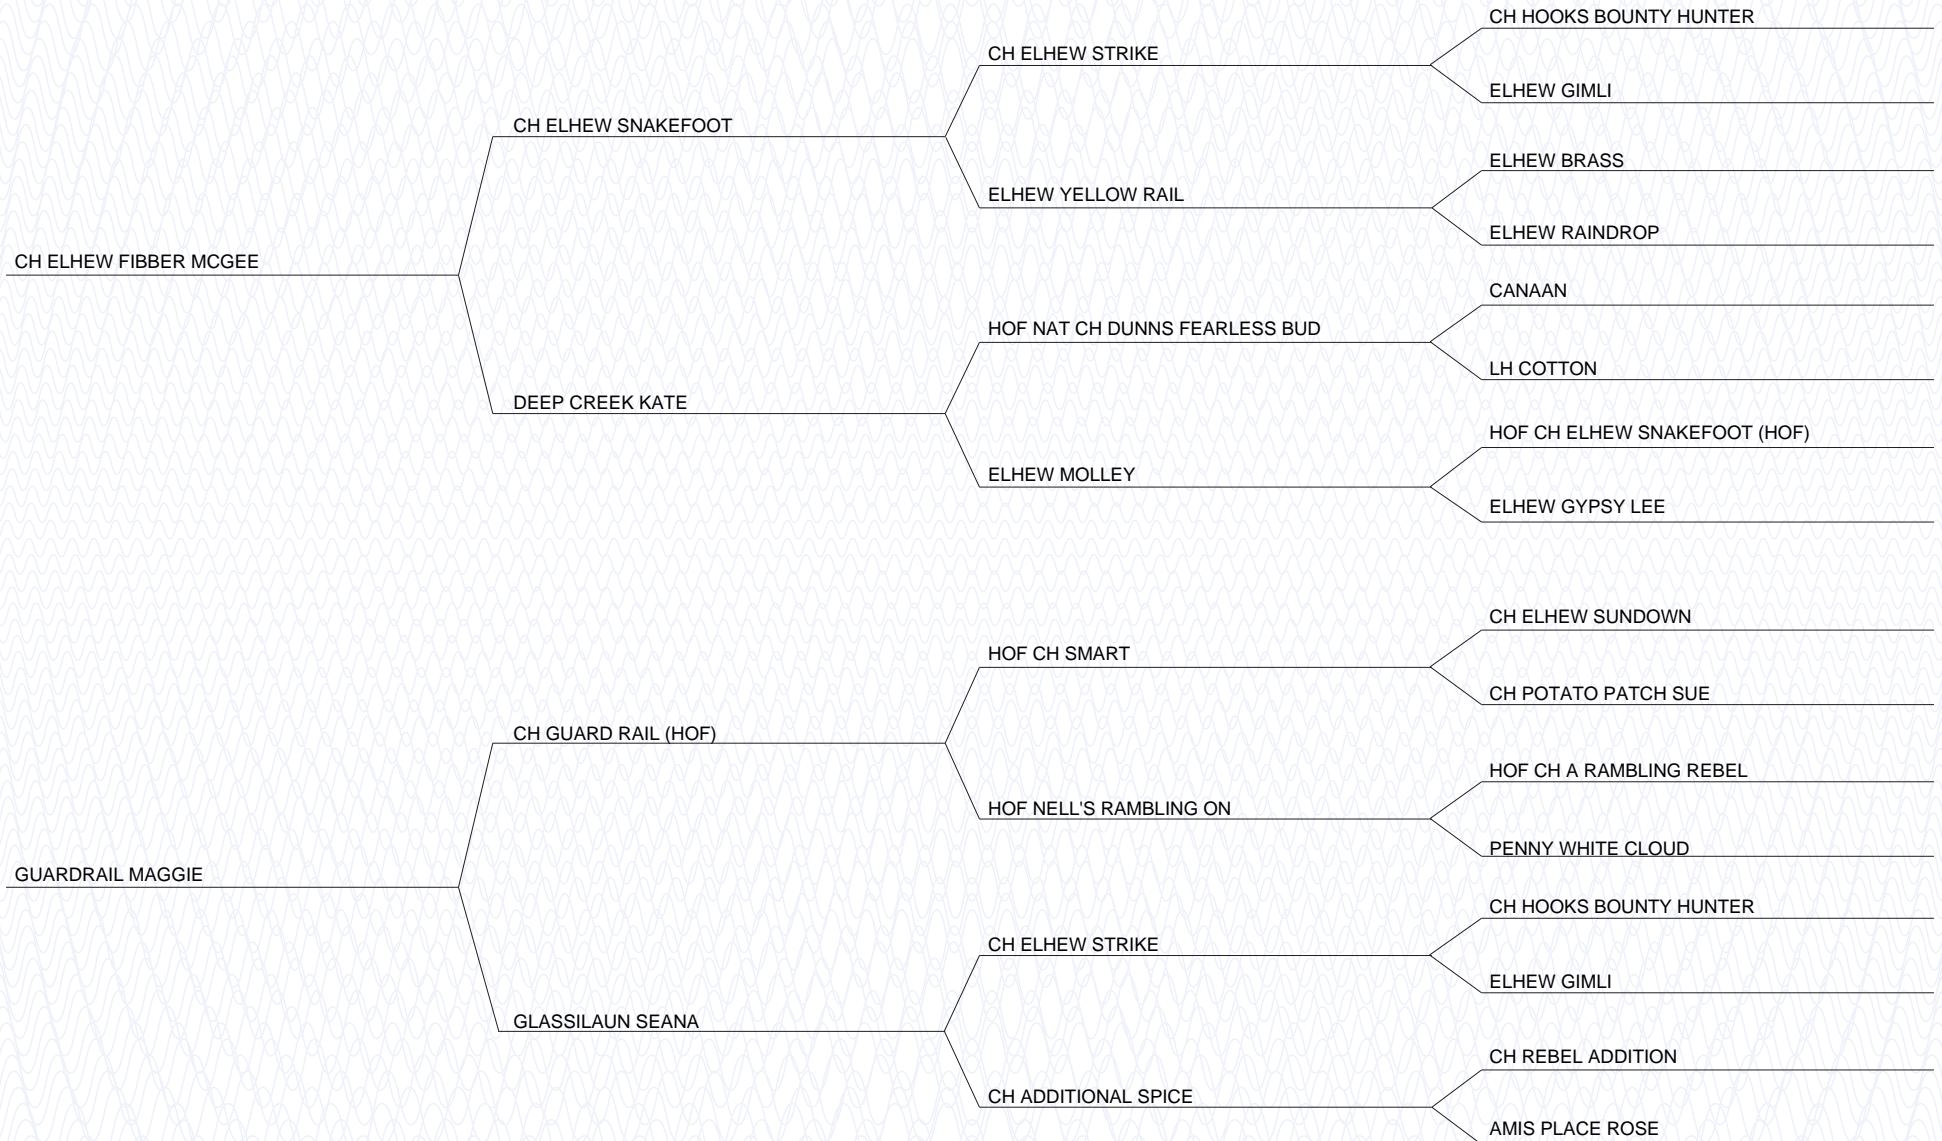 CH HOOKS BOUNTY HUNTER
CH ELHEW STRIKE
ELHEW GIMLI
CH ELHEW SNAKEFOOT
ELHEW BRASS
ELHEW YELLOW RAIL
ELHEW RAINDROP
CH ELHEW FIBBER MCGEE
CANAAN
HOF NAT CH DUNNS FEARLESS BUD
LH COTTON
DEEP CREEK KATE
HOF CH ELHEW SNAKEFOOT (HOF)
ELHEW MOLLEY
ELHEW GYPSY LEE
CH ELHEW SUNDOWN
HOF CH SMART
CH POTATO PATCH SUE
CH GUARD RAIL (HOF)
HOF CH A RAMBLING REBEL
HOF NELL'S RAMBLING ON
PENNY WHITE CLOUD
GUARDRAIL MAGGIE
CH HOOKS BOUNTY HUNTER
CH ELHEW STRIKE
ELHEW GIMLI
GLASSILAUN SEANA
CH REBEL ADDITION
CH ADDITIONAL SPICE
AMIS PLACE ROSE